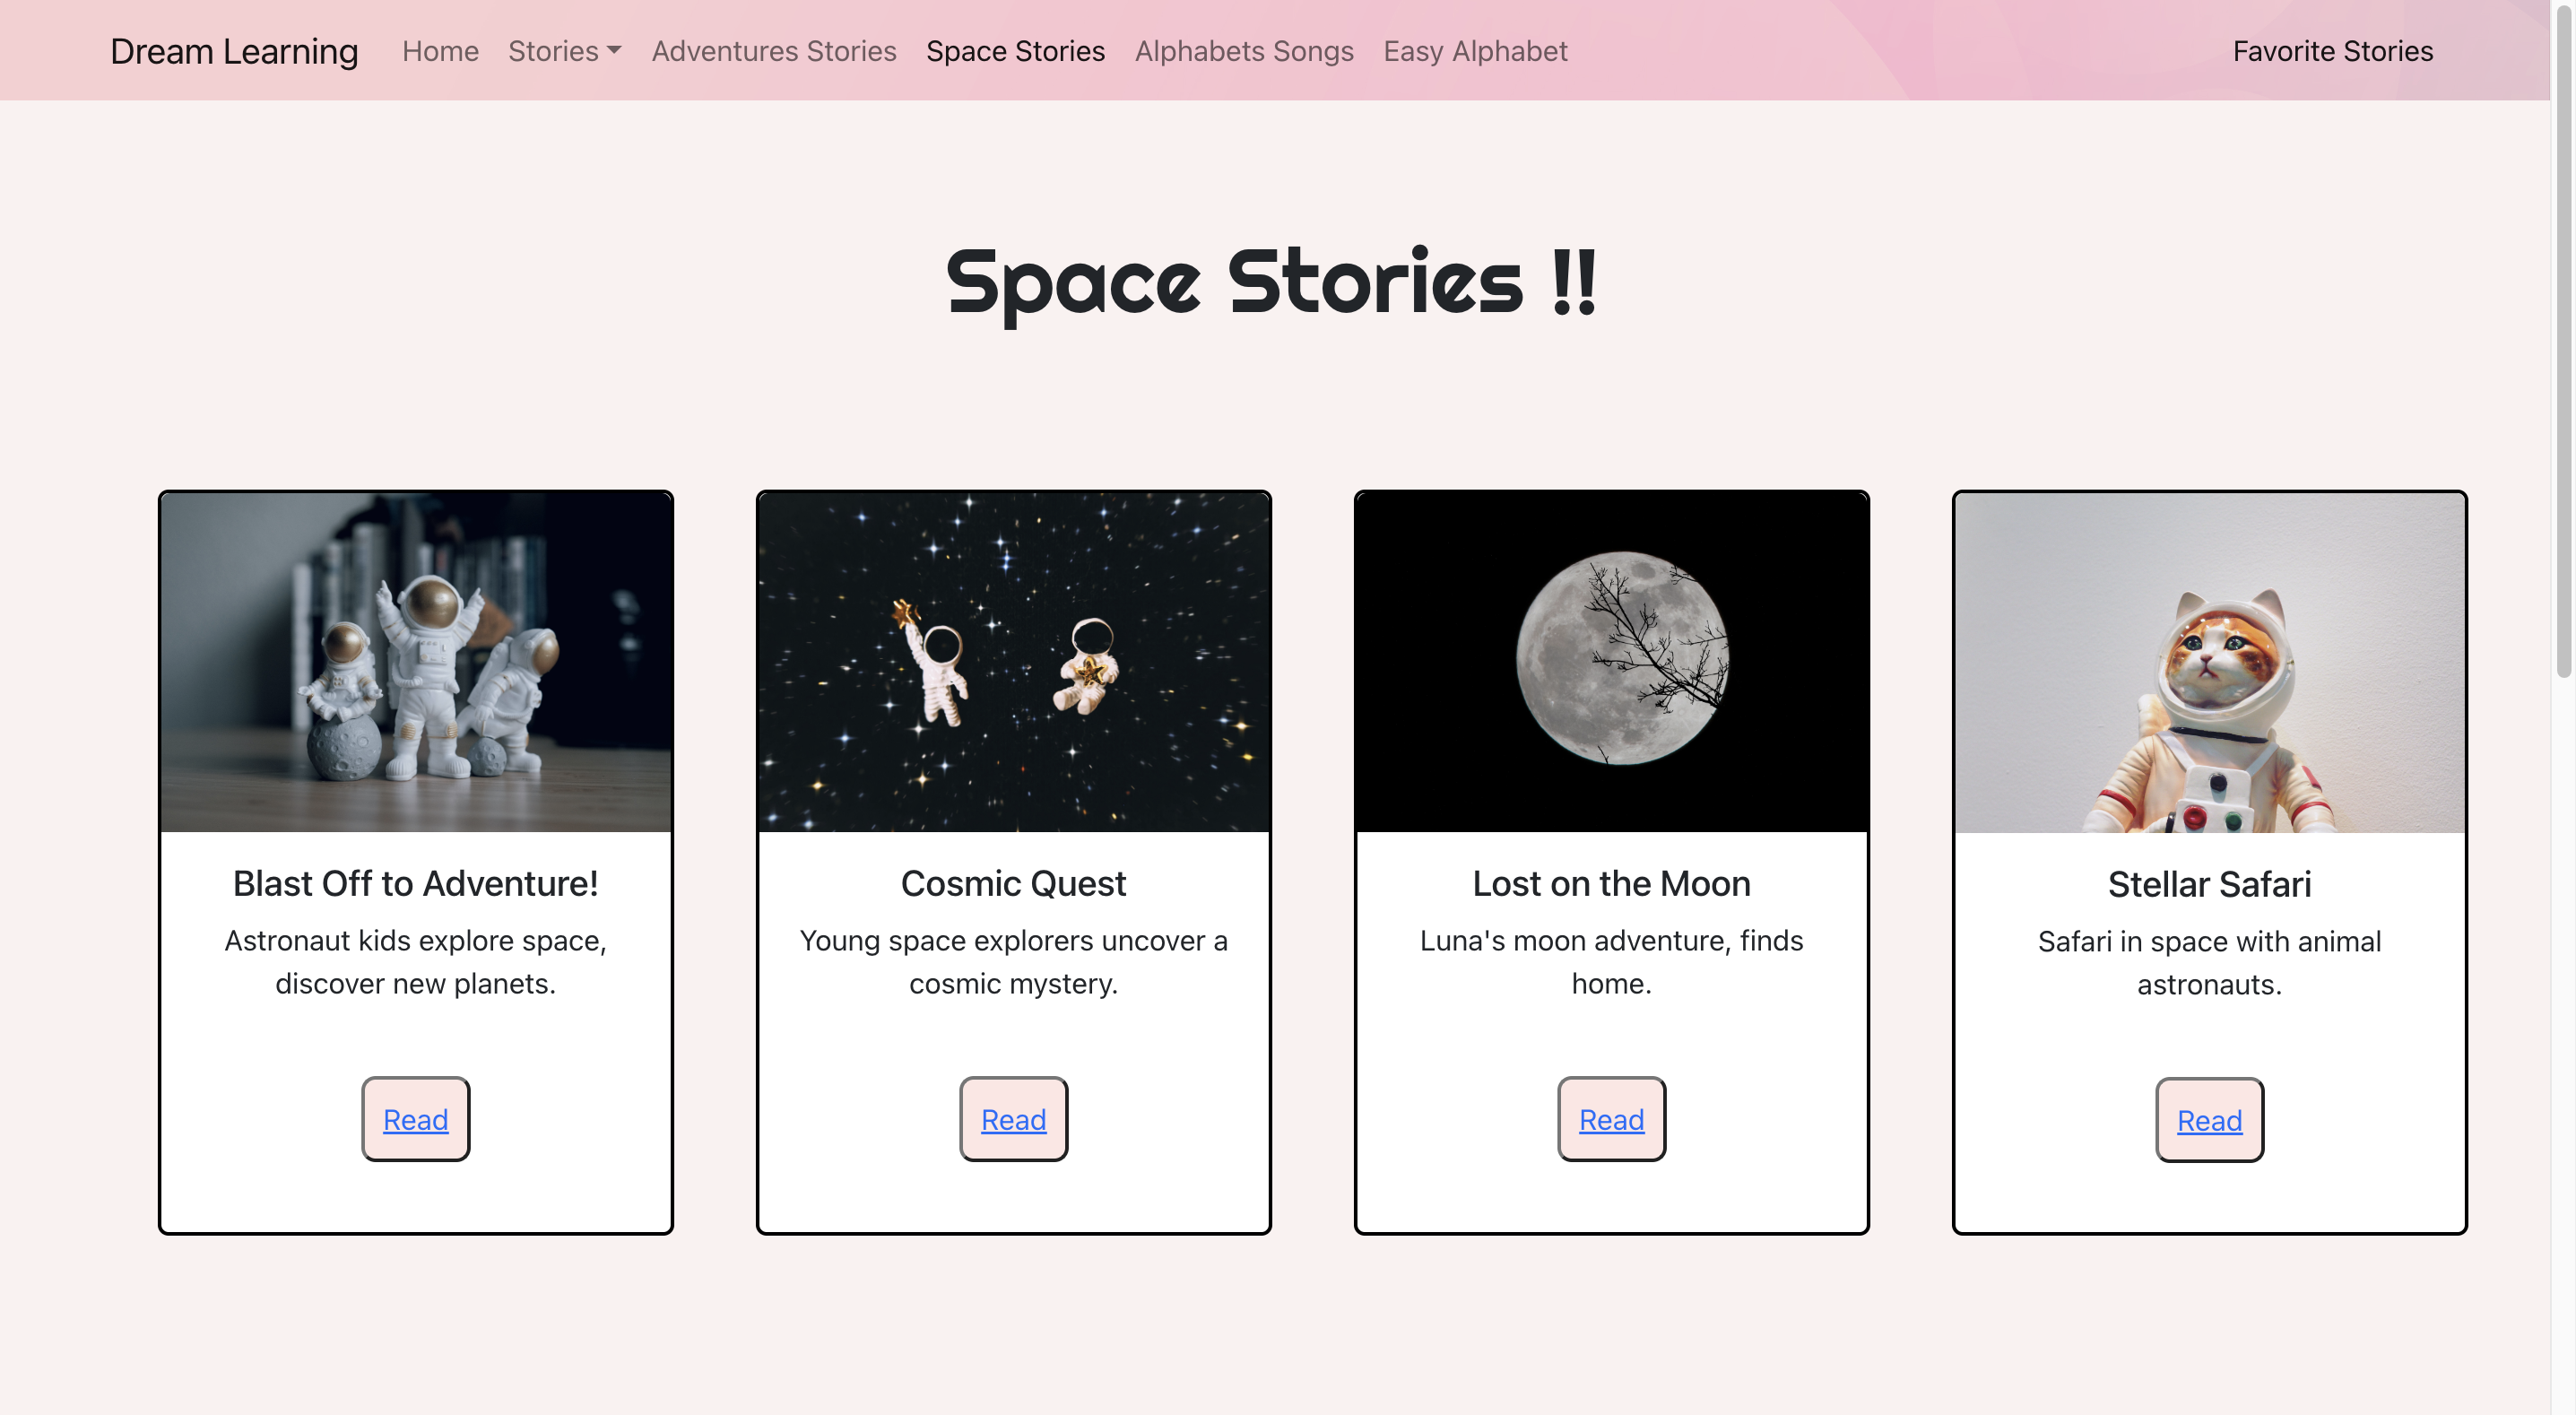 Dream Learning Home Stories Adventures Stories Space Stories Alphabets Songs Easy Alphabet Favorite Stories
Space Stories !!
Blast Off to Adventure!
Astronaut kids explore space,
discover new planets.
Read
Cosmic Quest
Young space explorers uncover a
cosmic mystery.
Read
Lost on the Moon
Luna's moon adventure, finds
home.
Read
Stellar Safari
Safari in space with animal
astronauts.
Read